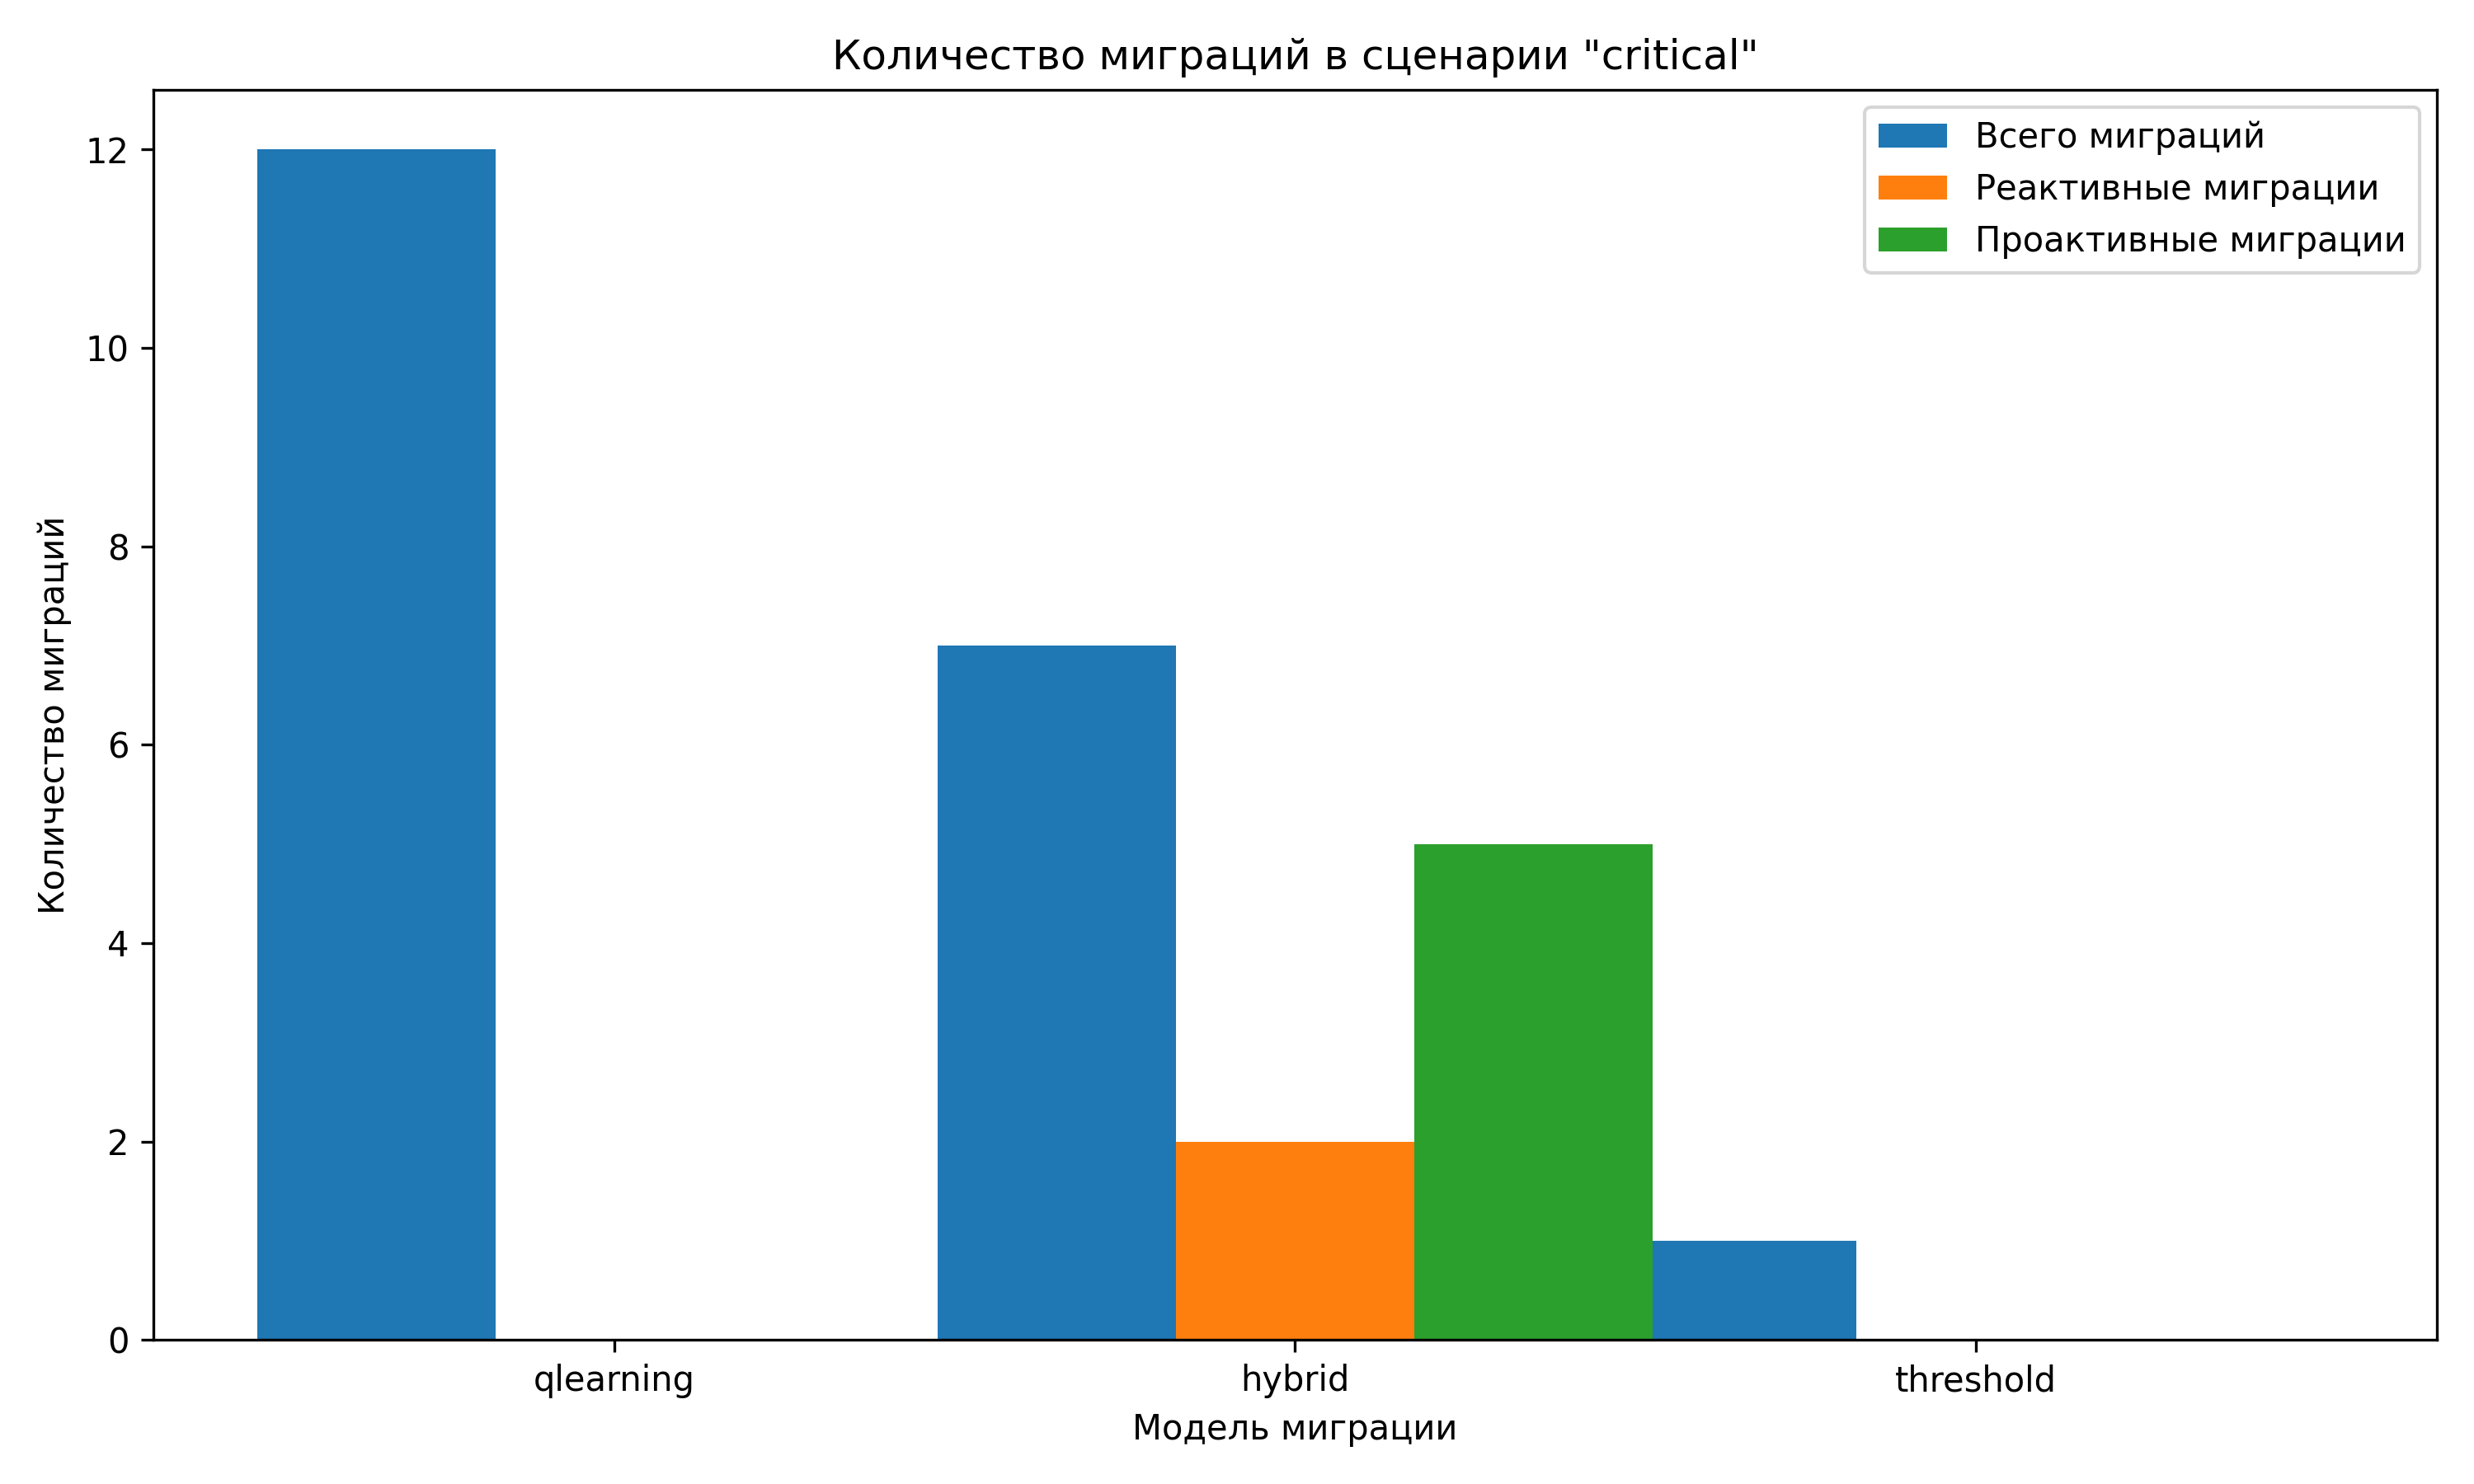 Количество миграций в сценарии "critical"
Всего миграций
Реактивные миграции
Проактивные миграции
Количество миграций
12
10
8
6
4
2
0
qlearning
hybrid
threshold
Модель миграции